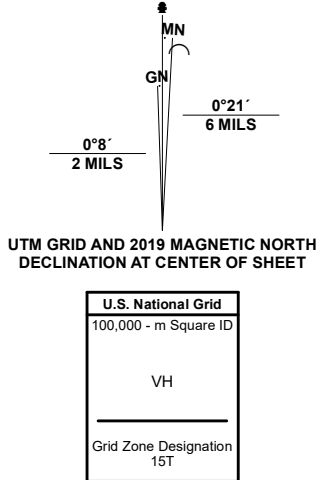 MN
GN
0°21´
6 MILS
0°8´
2 MILS
UTM GRID AND 2019 MAGNETIC NORTH
DECLINATION AT CENTER OF SHEET
U.S. National Grid
100,000 - m Square ID
VH
Grid Zone Designation
15T